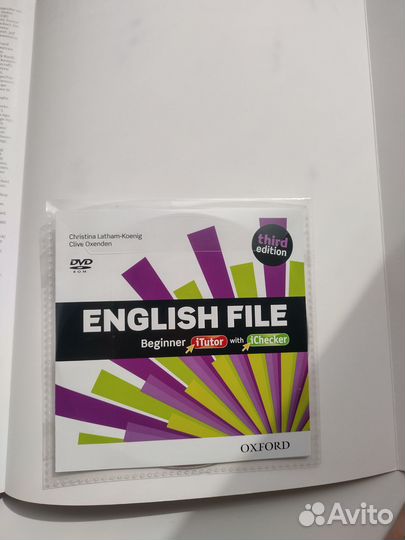 Christina Latham-Koenig
Clive Oxenden
third
edition
DVD
ROM
ENGLISH FILE
Beginner iTutor with iChecker
OXFORD
Avito